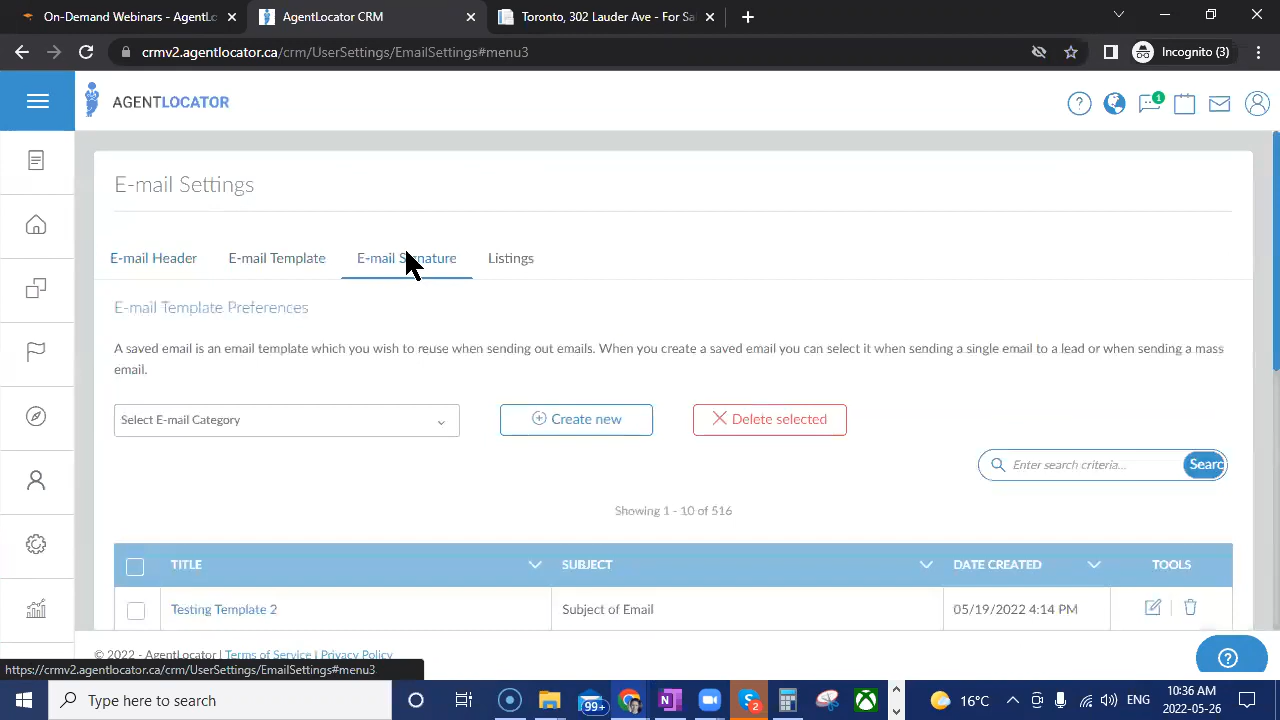 On-Demand Webinars - AgentLo
AgentLocator CRM
Toronto, 302 Lauder Ave - For Sal
crmv2.agentlocator.ca/crm/UserSettings/EmailSettings#menu3
Incognito (3)
AGENTLOCATOR
1
E-mail Settings
E-mail Header
E-mail Template
E-mail Signature
Listings
E-mail Template Preferences
A saved email is an email template which you wish to reuse when sending out emails. When you create a saved email you can select it when sending a single email to a lead or when sending a mass
email.
Select E-mail Category
Create new
Delete selected
Enter search criteria...
Searc
Showing 1 - 10 of 516
TITLE
SUBJECT
DATE CREATED
TOOLS
Testing Template 2
Subject of Email
05/19/2022 4:14 PM
© 2022 - AgentLocator | Terms of Service | Privacy Policy
https://crmv2.agentlocator.ca/crm/UserSettings/EmailSettings#menu3
Type here to search
99+
2
16°C
ENG
10:36 AM
2022-05-26